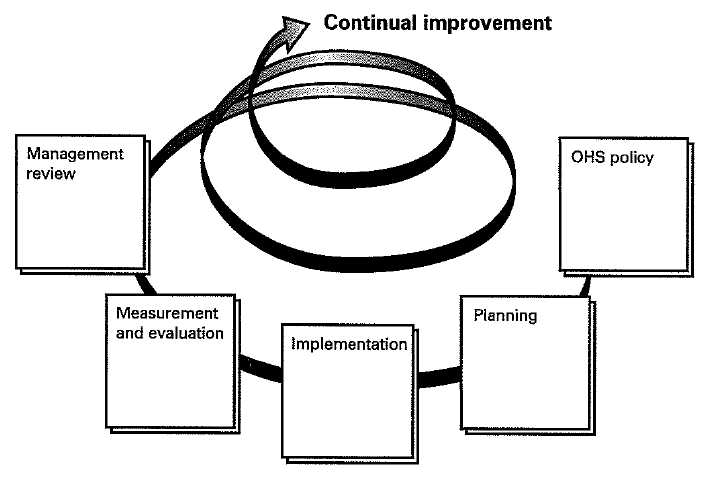 Continual improvement
Management
review
OHS policy
Measurement
and evaluation
Implementation
Planning